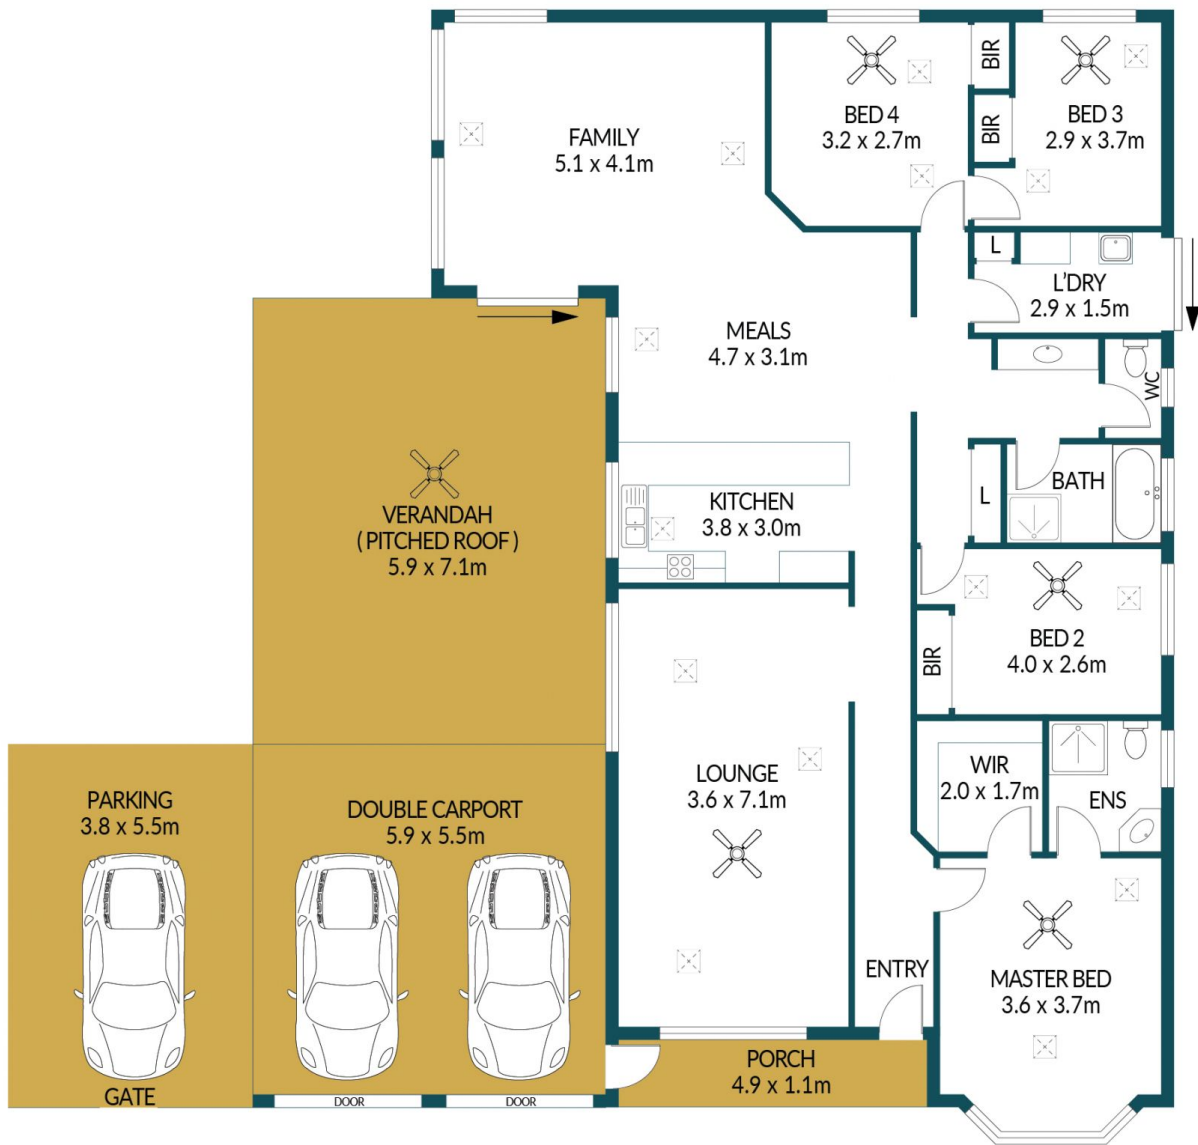 FAMILY
5.1 x 4.1m
BED 4
3.2 x 2.7m
BIR
BIR
BED 3
2.9 x 3.7m
L
L'DRY
2.9 x 1.5m
MEALS
4.7 x 3.1m
WC
VERANDAH
( PITCHED ROOF )
5.9 x 7.1m
KITCHEN
3.8 x 3.0m
L
BATH
BIR
BED 2
4.0 x 2.6m
LOUNGE
3.6 x 7.1m
WIR
2.0 x 1.7m
ENS
PARKING
3.8 x 5.5m
DOUBLE CARPORT
5.9 x 5.5m
ENTRY
MASTER BED
3.6 x 3.7m
PORCH
4.9 x 1.1m
GATE
DOOR
DOOR